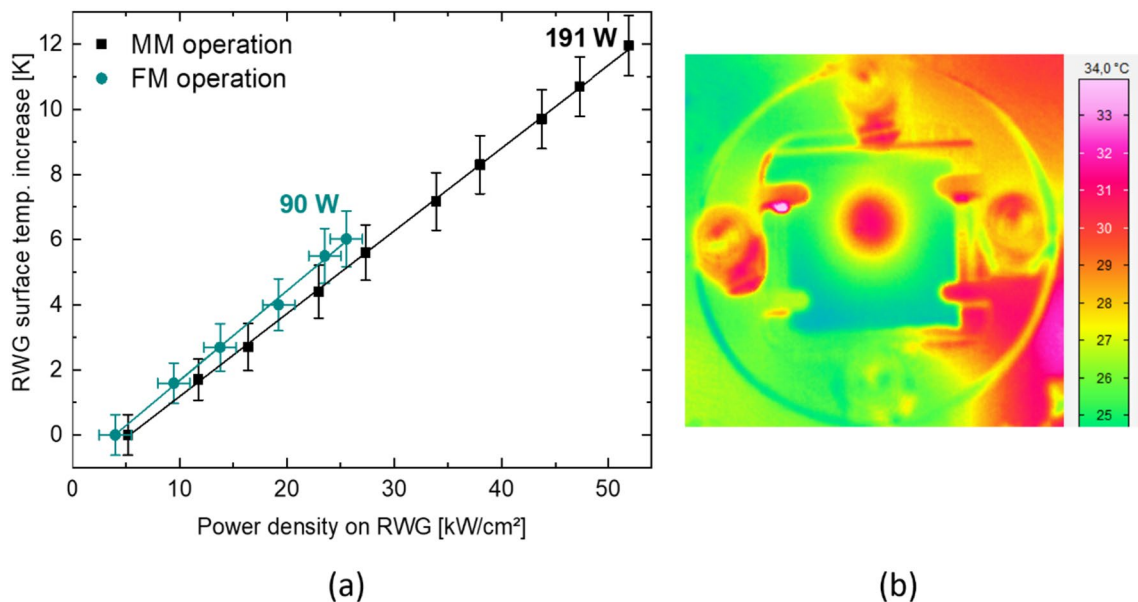 MM operation
FM operation
191 W
90 W
RWG surface temp. increase [K]
12
10
8
6
4
2
0
0 10 20 30 40 50
Power density on RWG [kW/cm²]
(a)
34,0 °C
33
32
31
30
29
28
27
26
25
(b)